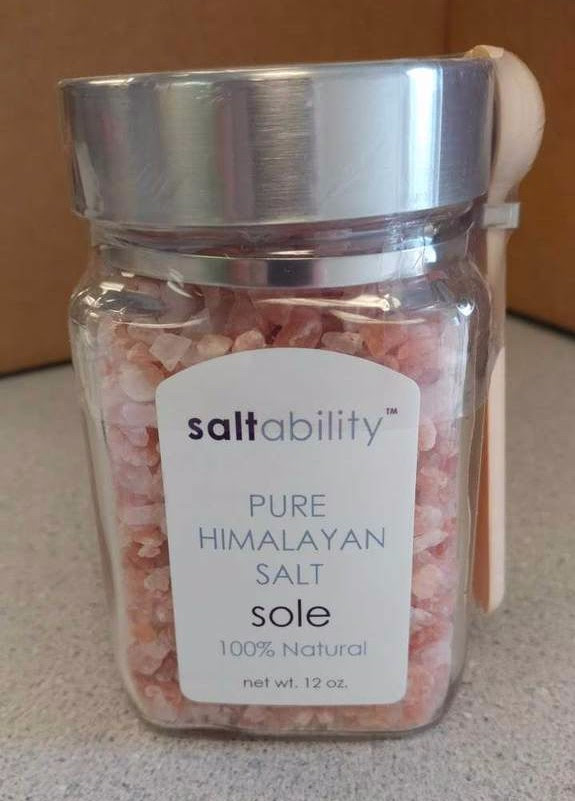 saltability™
PURE
HIMALAYAN
SALT
sole
100% Natural
net wt. 12 oz.